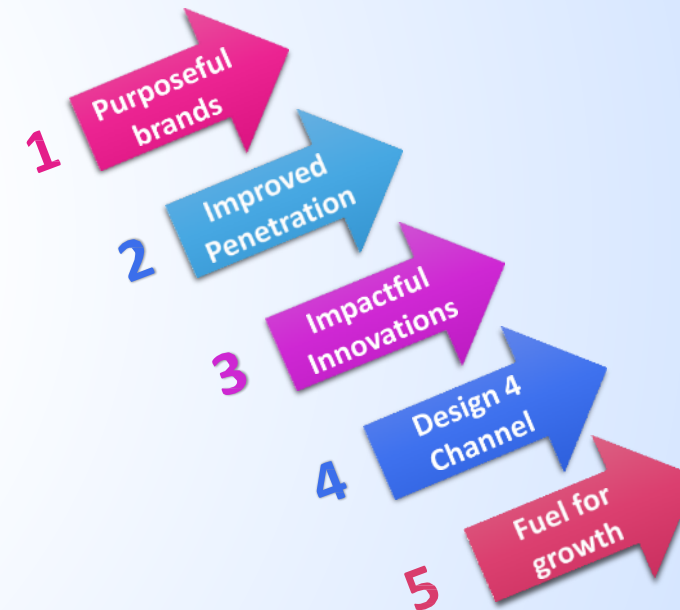 1
Purposeful
brands
2
Improved
Penetration
3
Impactful
Innovations
4
Design 4
Channel
5
Fuel for
growth